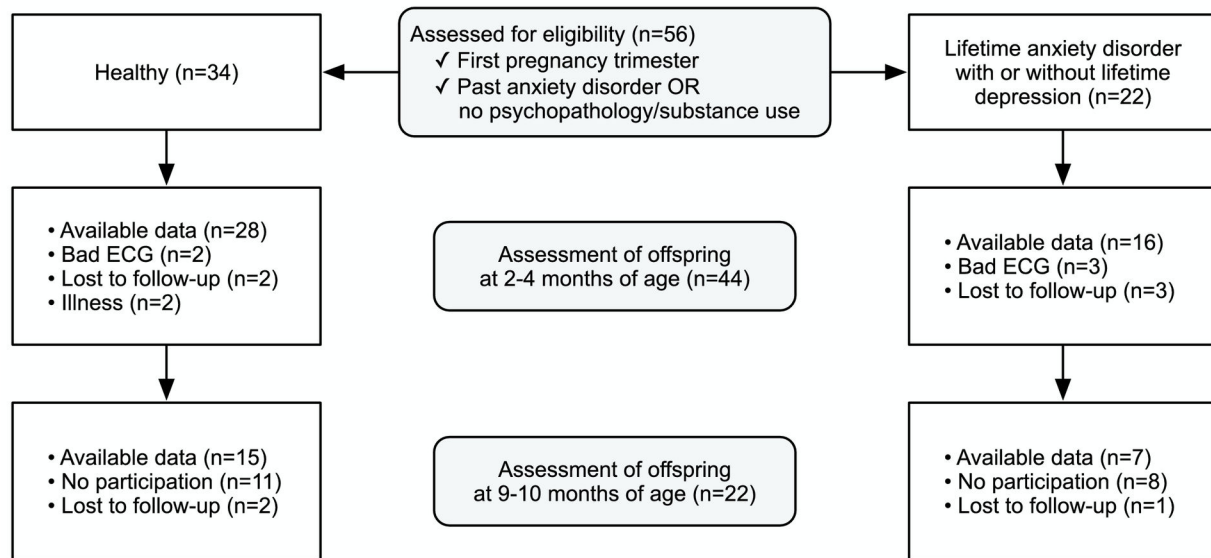 Healthy (n=34)
Assessed for eligibility (n=56)
✓ First pregnancy trimester
✓ Past anxiety disorder OR
no psychopathology/substance use
Lifetime anxiety disorder
with or without lifetime
depression (n=22)
• Available data (n=28)
• Bad ECG (n=2)
• Lost to follow-up (n=2)
• Illness (n=2)
Assessment of offspring
at 2-4 months of age (n=44)
• Available data (n=16)
• Bad ECG (n=3)
• Lost to follow-up (n=3)
• Available data (n=15)
• No participation (n=11)
• Lost to follow-up (n=2)
Assessment of offspring
at 9-10 months of age (n=22)
• Available data (n=7)
• No participation (n=8)
• Lost to follow-up (n=1)